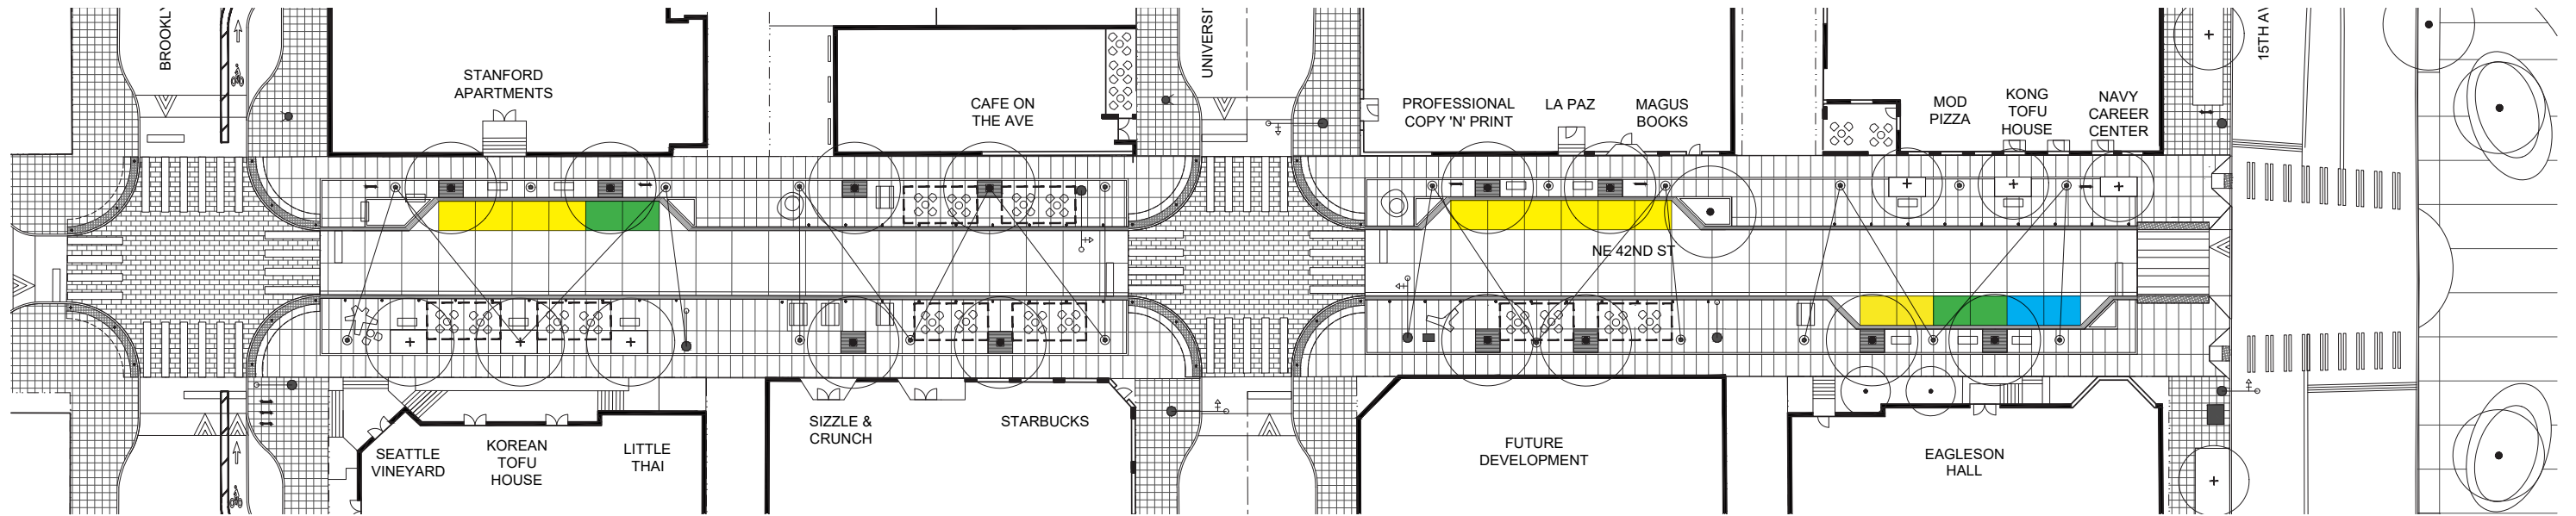 BROOKLY
STANFORD
APARTMENTS
CAFE ON
THE AVE
UNIVERSI
PROFESSIONAL
COPY 'N' PRINT
LA PAZ
MAGUS
BOOKS
MOD
PIZZA
KONG
TOFU
HOUSE
NAVY
CAREER
CENTER
15TH AV
NE 42ND ST
SEATTLE
VINEYARD
KOREAN
TOFU
HOUSE
LITTLE
THAI
SIZZLE &
CRUNCH
STARBUCKS
FUTURE
DEVELOPMENT
EAGLESON
HALL